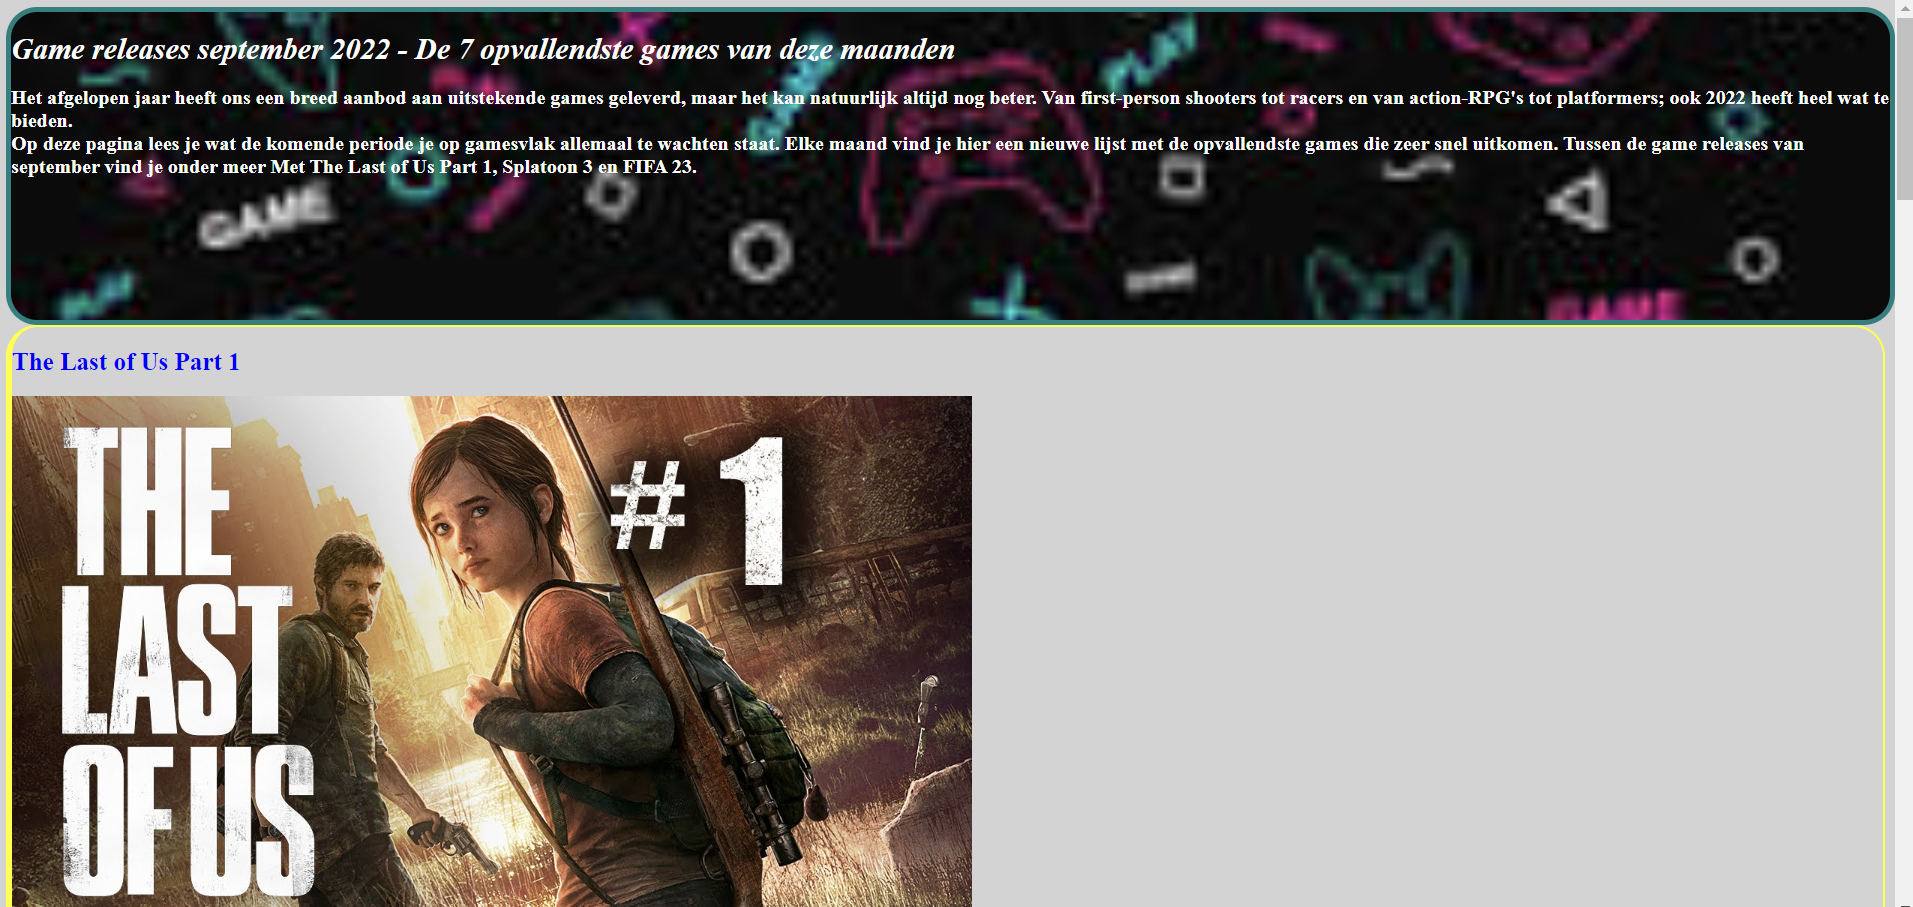 Game releases september 2022 - De 7 opvallendste games van deze maanden
Het afgelopen jaar heeft ons een breed aanbod aan uitstekende games geleverd, maar het kan natuurlijk altijd nog beter. Van first-person shooters tot racers en van action-RPG's tot platformers; ook 2022 heeft heel wat te
bieden.
Op deze pagina lees je wat de komende periode je op gamesvlak allemaal te wachten staat. Elke maand vind je hier een nieuwe lijst met de opvallendste games die zeer snel uitkomen. Tussen de game releases van
september vind je onder meer Met The Last of Us Part 1, Splatoon 3 en FIFA 23.
GAME
GAME
The Last of Us Part 1
THE
LAST
OF US
#1